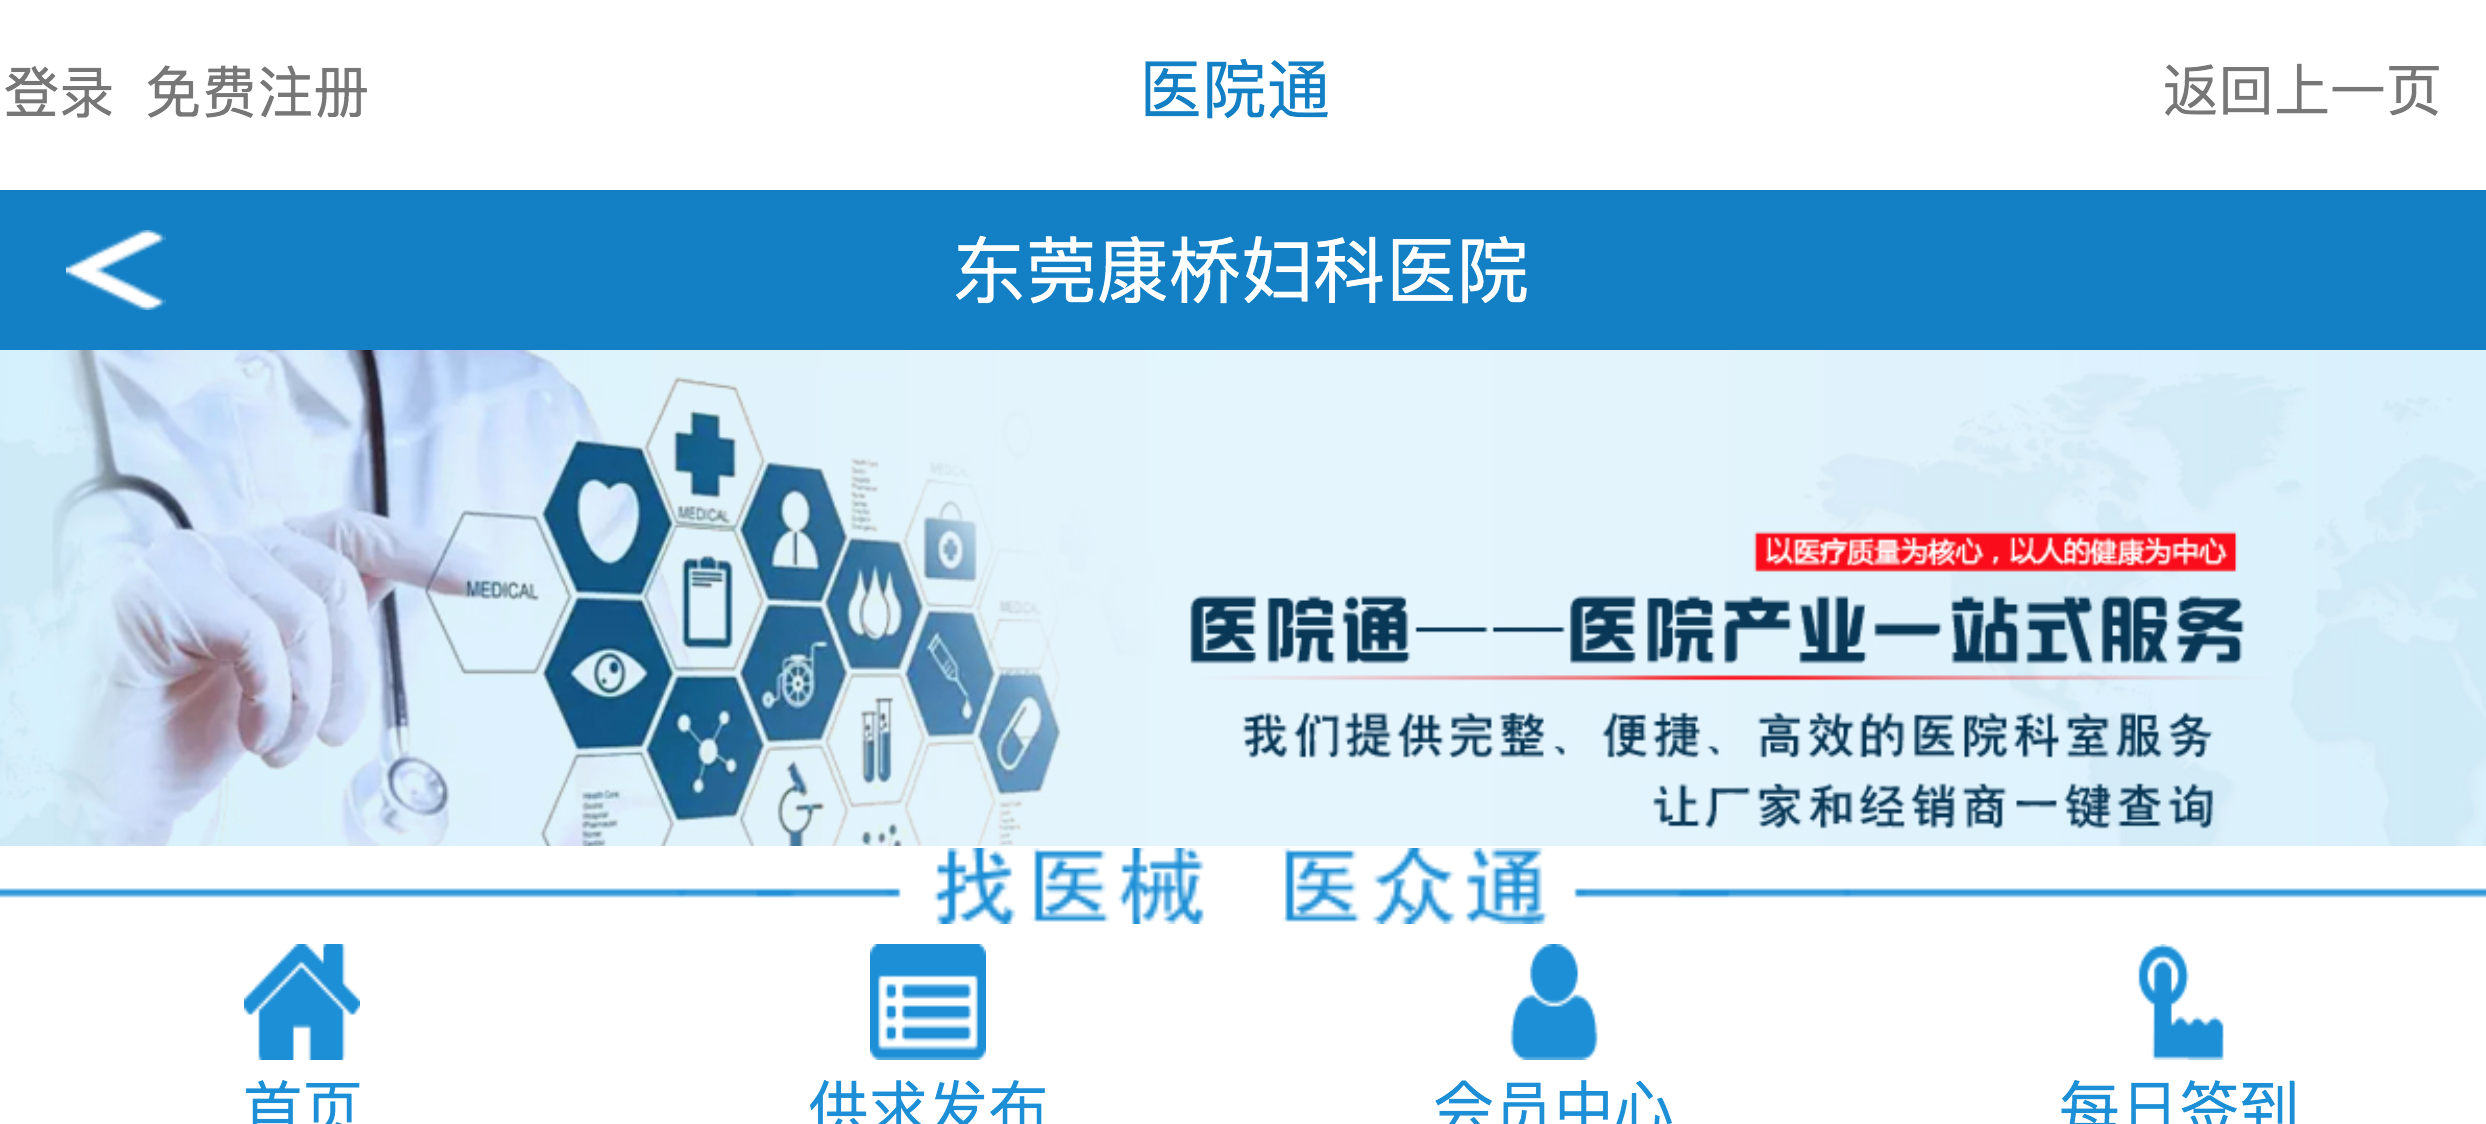 登录 免费注册 医院通 返回上一页
东莞康桥妇科医院
MEDICAL
MEDICAL
MEDICAL
MEDICAL
以医疗质量为核心，以人的健康为中心
医院通——医院产业一站式服务
我们提供完整、便捷、高效的医院科室服务
让厂家和经销商一键查询
找医械 医众通
首页 供求发布 会员中心 每日签到